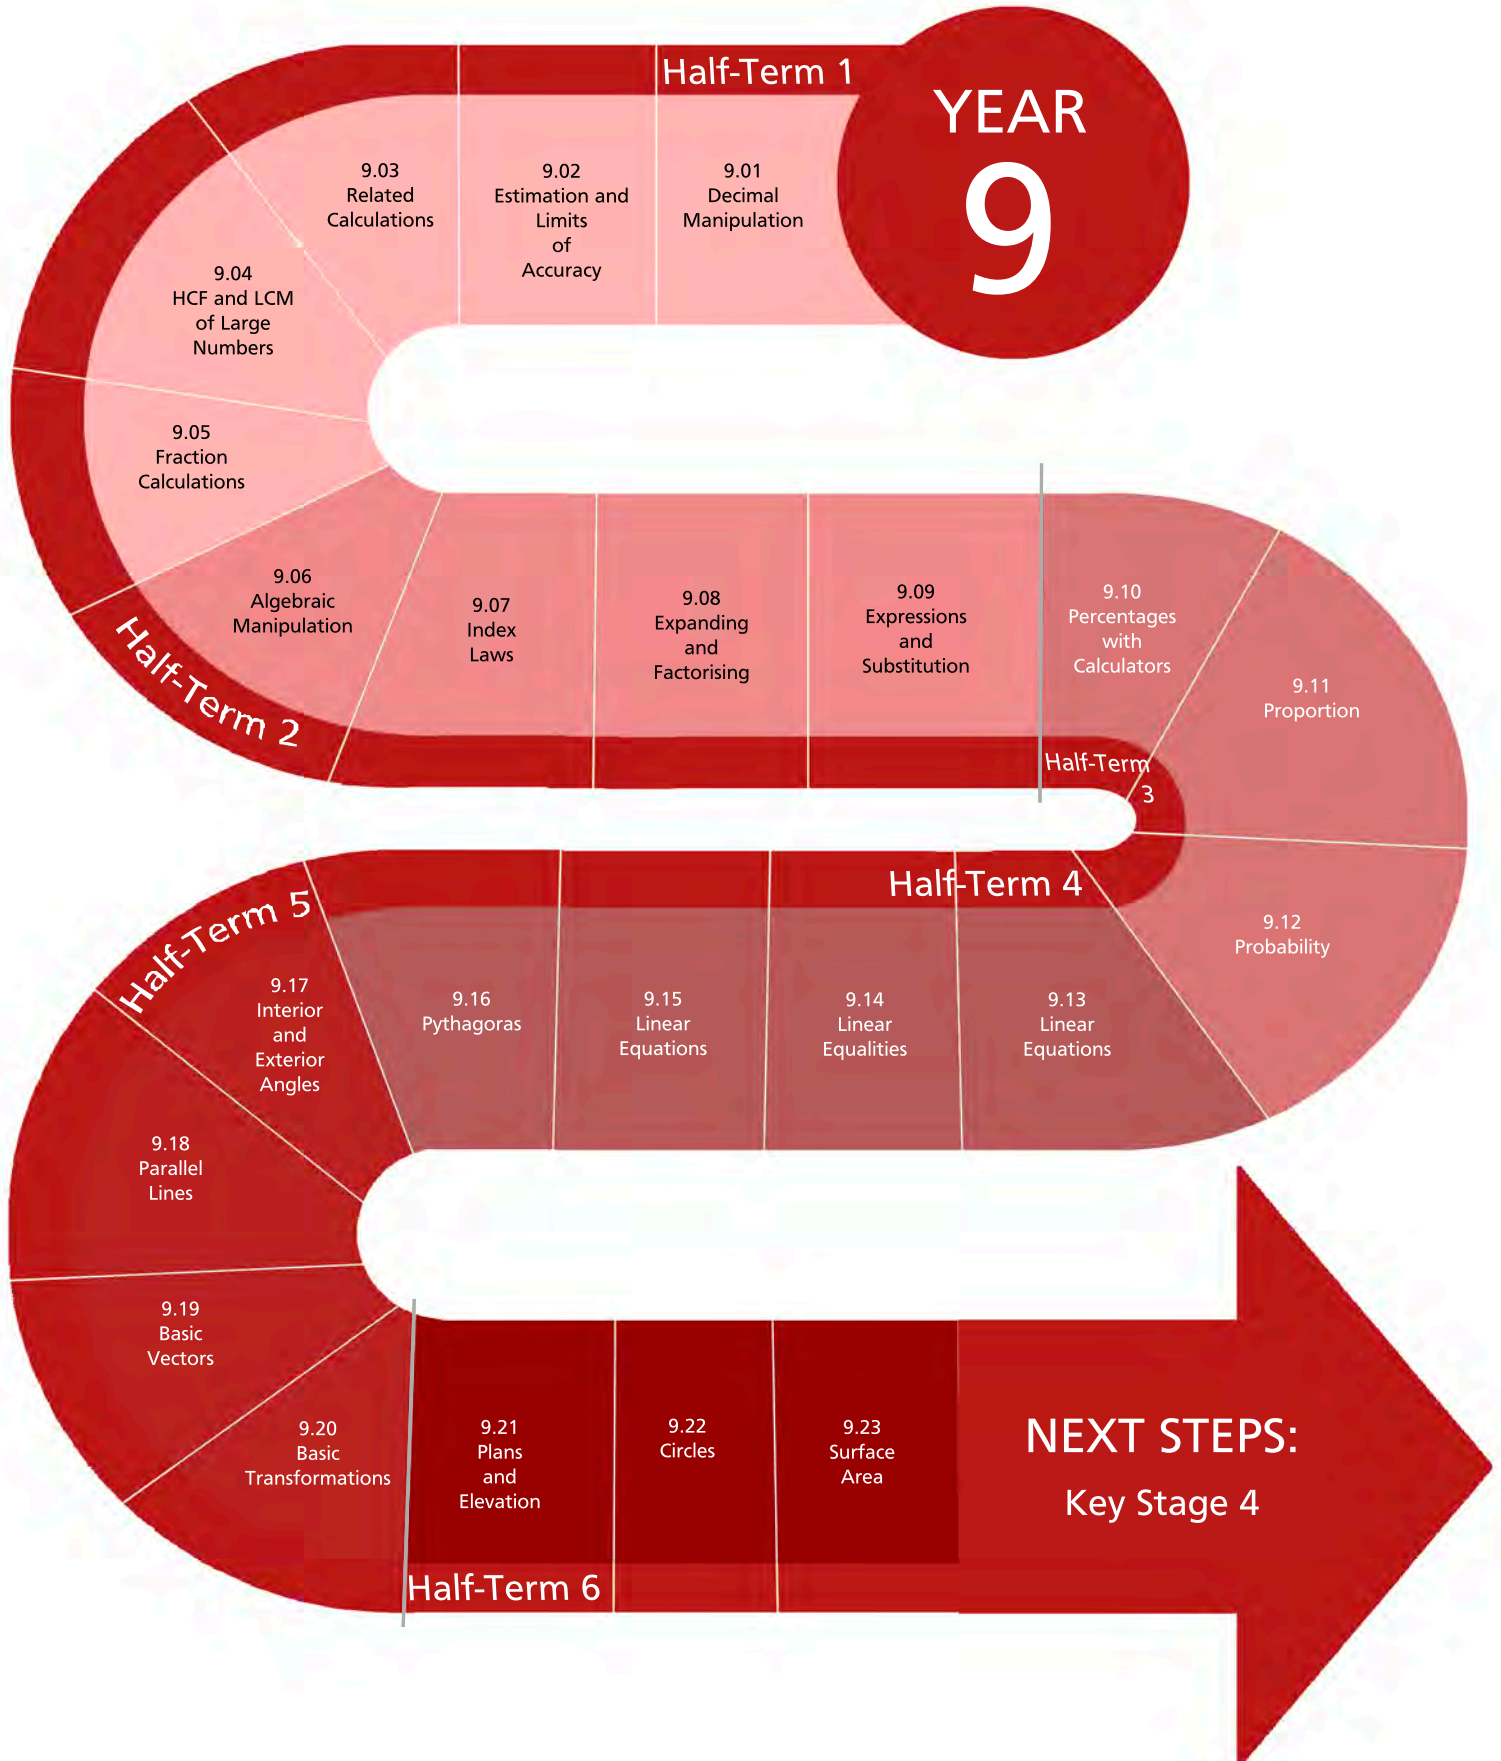 YEAR
9
Half-Term 1
9.01
Decimal
Manipulation
9.02
Estimation and
Limits
of
Accuracy
9.03
Related
Calculations
9.04
HCF and LCM
of Large
Numbers
9.05
Fraction
Calculations
Half-Term 2
9.06
Algebraic
Manipulation
9.07
Index
Laws
9.08
Expanding
and
Factorising
9.09
Expressions
and
Substitution
Half-Term
3
9.10
Percentages
with
Calculators
9.11
Proportion
9.12
Probability
Half-Term 4
9.13
Linear
Equations
9.14
Linear
Equalities
9.15
Linear
Equations
9.16
Pythagoras
Half-Term 5
9.17
Interior
and
Exterior
Angles
9.18
Parallel
Lines
9.19
Basic
Vectors
9.20
Basic
Transformations
Half-Term 6
9.21
Plans
and
Elevation
9.22
Circles
9.23
Surface
Area
NEXT STEPS:
Key Stage 4